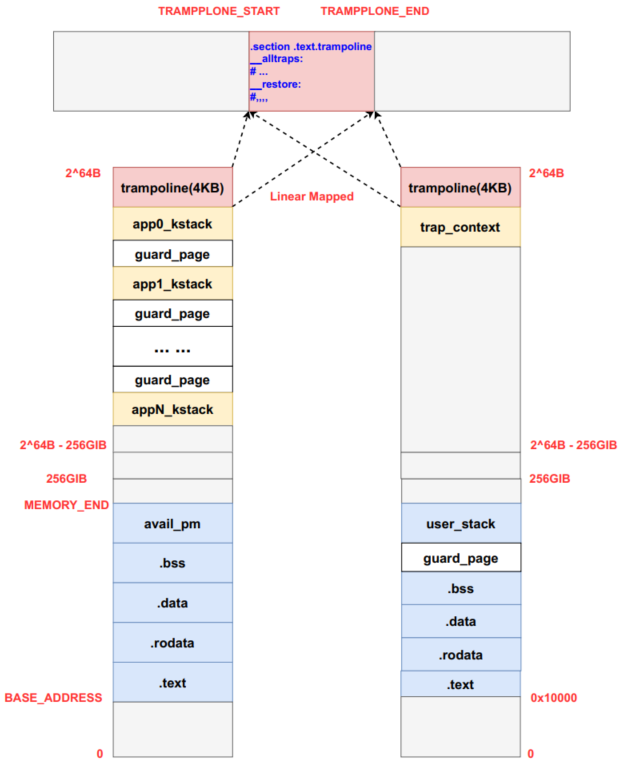 TRAMPPLONE_START TRAMPPLONE_END
.section .text.trampoline
__alltraps:
# ...
__restore:
#,,,,
2^64B
trampoline(4KB)
trampoline(4KB)
2^64B
Linear Mapped
app0_kstack
trap_context
guard_page
app1_kstack
guard_page
... ...
guard_page
appN_kstack
2^64B - 256GIB
2^64B - 256GIB
256GIB
256GIB
MEMORY_END
avail_pm
user_stack
guard_page
.bss
.bss
.data
.data
.rodata
.rodata
.text
.text
BASE_ADDRESS
0x10000
0
0